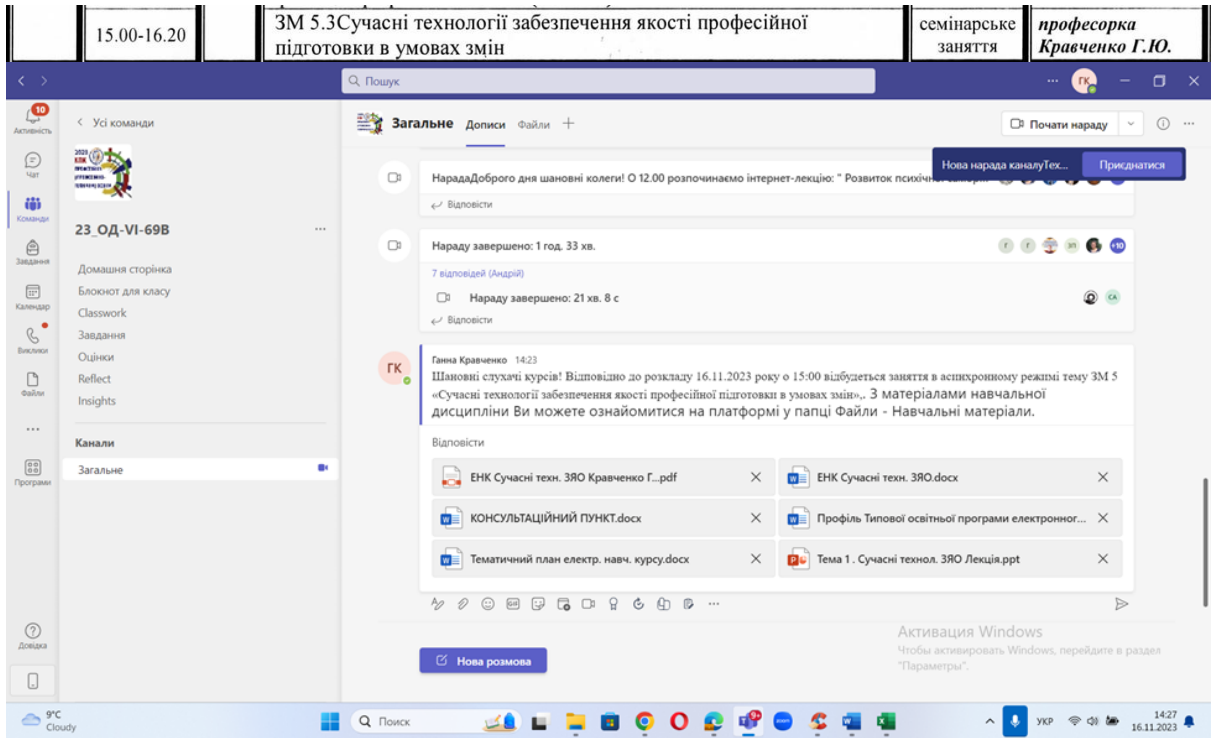 15.00-16.20
ЗМ 5.3Сучасні технології забезпечення якості професійної
підготовки в умовах змін
семінарське
заняття
професорка
Кравченко Г.Ю.
Пошук
ГК
10
Активність
Чат
Команди
Завдання
Календар
Виклики
Файли
Програми
Довідка
Усі команди
23_ОД-VI-69В
Домашня сторінка
Блокнот для класу
Classwork
Завдання
Оцінки
Reflect
Insights
Канали
Загальне
Загальне Дописи Файли
Почати нараду
Нова нарада каналуТех... Приєднатися
НарадаДоброго дня шановні колеги! О 12.00 розпочинаємо інтернет-лекцію: " Розвиток
Відповісти
Нараду завершено: 1 год. 33 хв.
+10
7 відповідей (Андрій)
Нараду завершено: 21 хв. 8 с
СА
Відповісти
ГК
Ганна Кравченко 14:23
Шановні слухачі курсів! Відповідно до розкладу 16.11.2023 року о 15:00 відбудеться заняття в асинхронному режимі тему ЗМ 5
«Сучасні технології забезпечення якості професійної підготовки в умовах змін»,. З матеріалами навчальної
дисципліни Ви можете ознайомитися на платформі у папці Файли - Навчальні матеріали.
Відповісти
ЕНК Сучасні техн. ЗЯО Кравченко Г...pdf
ЕНК Сучасні техн. ЗЯО.docx
КОНСУЛЬТАЦІЙНИЙ ПУНКТ.docx
Профіль Типової освітньої програми електронног...
Тематичний план електр. навч. курсу.docx
Тема 1 . Сучасні технол. ЗЯО Лекція.ppt
Нова розмова
Активация Windows
Чтобы активировать Windows, перейдите в раздел
"Параметры".
9°C
Cloudy
Поиск
УКР
14:27
16.11.2023